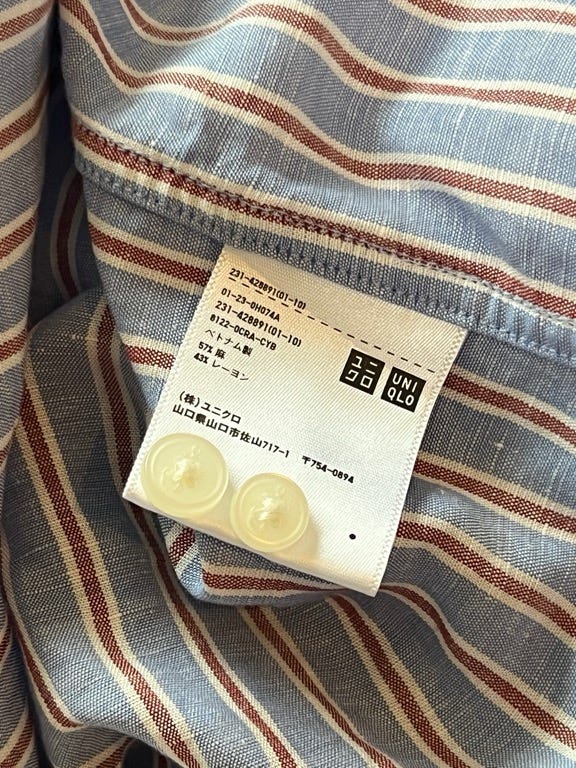 231-428891(01-10)
01-23-0H074A
231-428891(01-10)
8122-0CRA-CYB
ベトナム製
57% 麻
43% レーヨン
ユニ
クロ
UNI
QLO
(株)ユニクロ
山口県山口市佐山717-1 〒754-0894